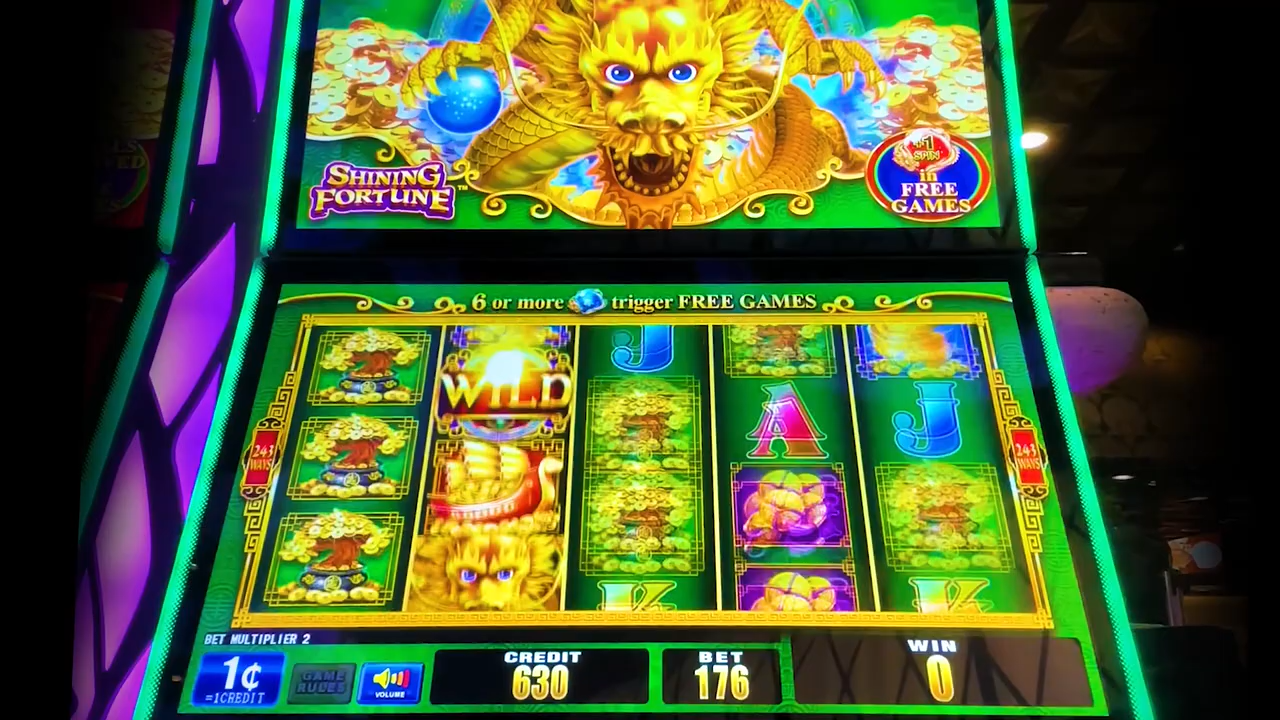 SHINING
FORTUNE™
#1
SPIN
in
FREE
GAMES
6 or more trigger FREE GAMES
J
WILD
A
J
243
WAYS
243
WAYS
K
K
BET MULTIPLIER 2
1¢
=1CREDIT
GAME
RULES
VOLUME
CREDIT
630
BET
176
WIN
0